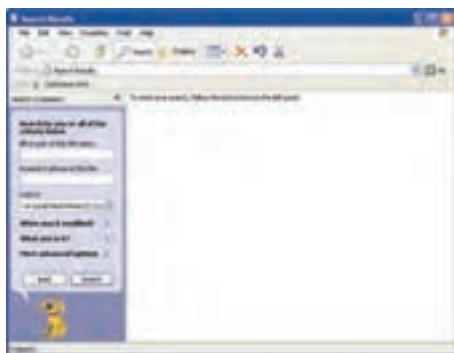 Search Results
File Edit View Favorites Tools Help
Search Folders
Search Results
To start your search, follow the instructions in the left pane.
Search by any or all of the
criteria below.
All or part of the file name:
A word or phrase in the file:
Look in:
When was it modified?
What size is it?
More advanced options
Back Search